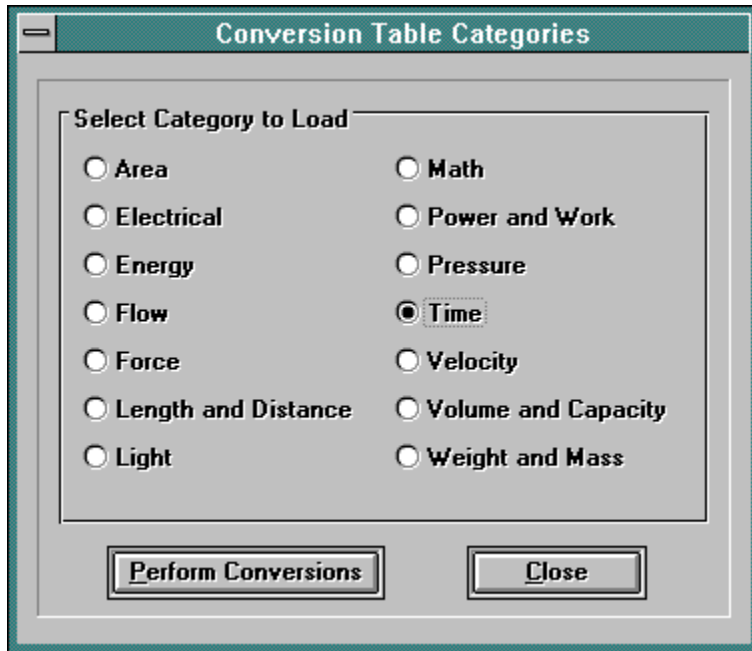 Conversion Table Categories
Select Category to Load
Area
Electrical
Energy
Flow
Force
Length and Distance
Light
Math
Power and Work
Pressure
Time
Velocity
Volume and Capacity
Weight and Mass
Perform Conversions
Close